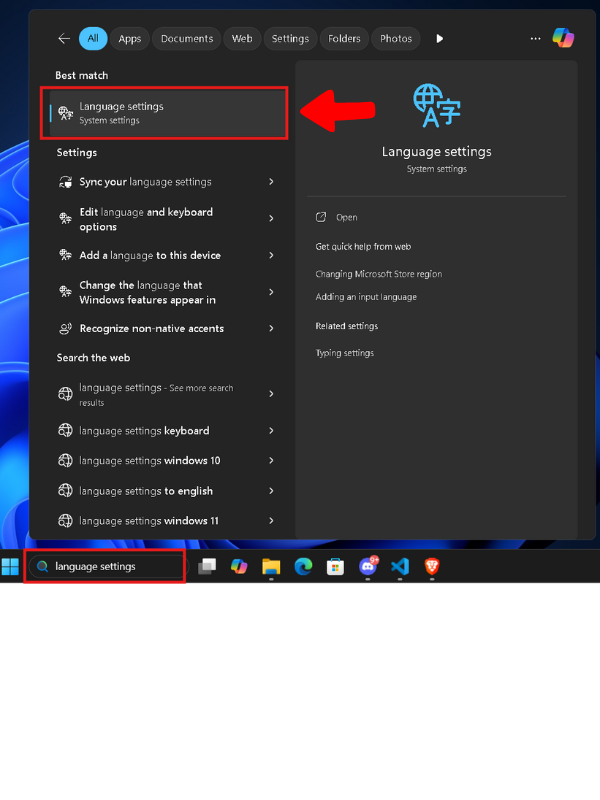 All Apps Documents Web Settings Folders Photos
Best match
Language settings
System settings
Settings
Sync your language settings
Edit language and keyboard
options
Add a language to this device
Change the language that
Windows features appear in
Recognize non-native accents
Search the web
language settings - See more search
results
language settings keyboard
language settings windows 10
language settings to english
language settings windows 11
Language settings
System settings
Open
Get quick help from web
Changing Microsoft Store region
Adding an input language
Related settings
Typing settings
language settings
9+